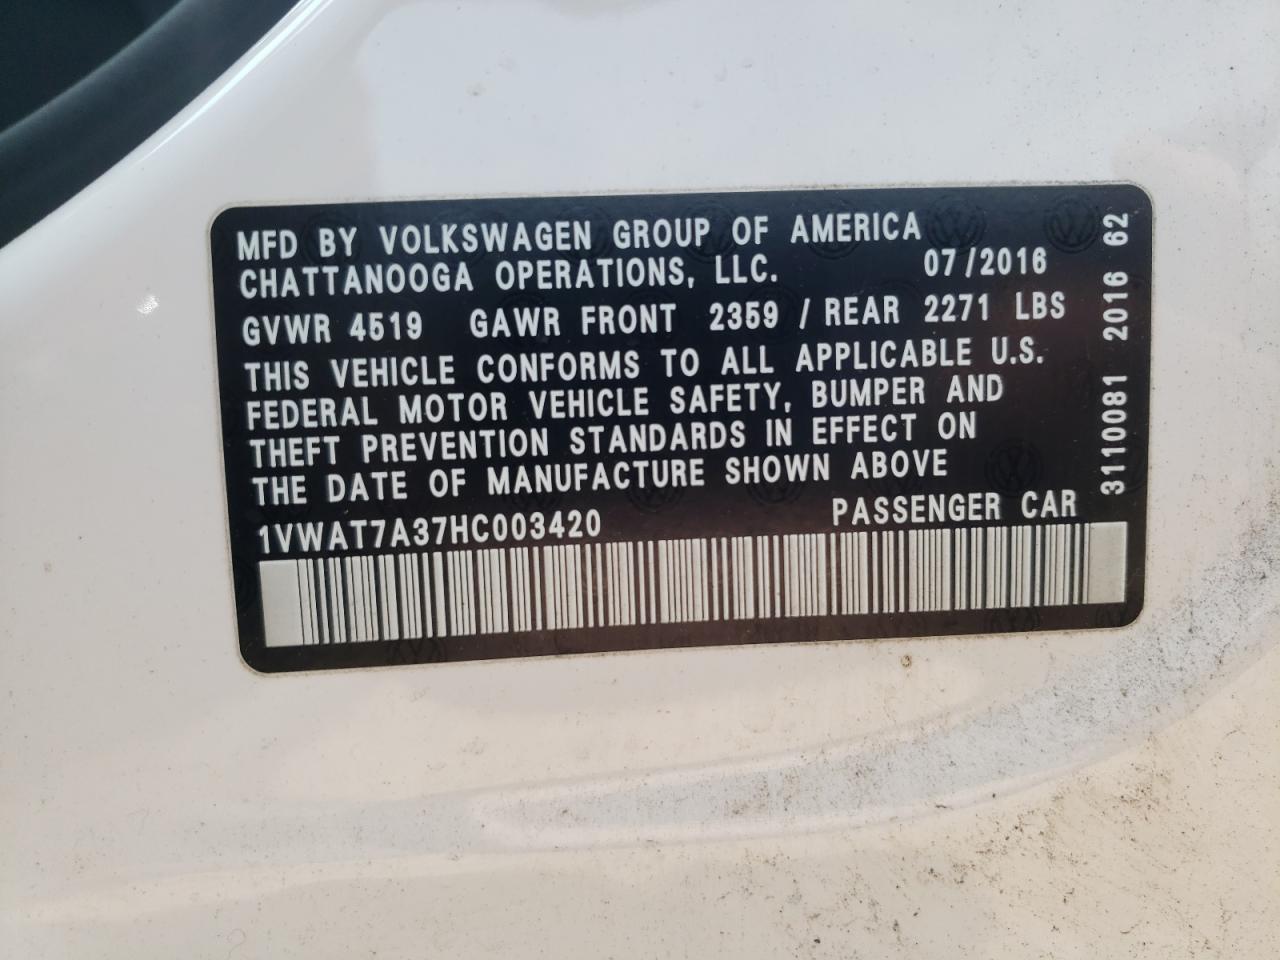 MFD BY VOLKSWAGEN GROUP OF AMERICA
CHATTANOOGA OPERATIONS, LLC. 07/2016
GVWR 4519 GAWR FRONT 2359 / REAR 2271 LBS
THIS VEHICLE CONFORMS TO ALL APPLICABLE U.S.
FEDERAL MOTOR VEHICLE SAFETY, BUMPER AND
THEFT PREVENTION STANDARDS IN EFFECT ON
THE DATE OF MANUFACTURE SHOWN ABOVE
1VWAT7A37HC003420 PASSENGER CAR
3110081 2016 62